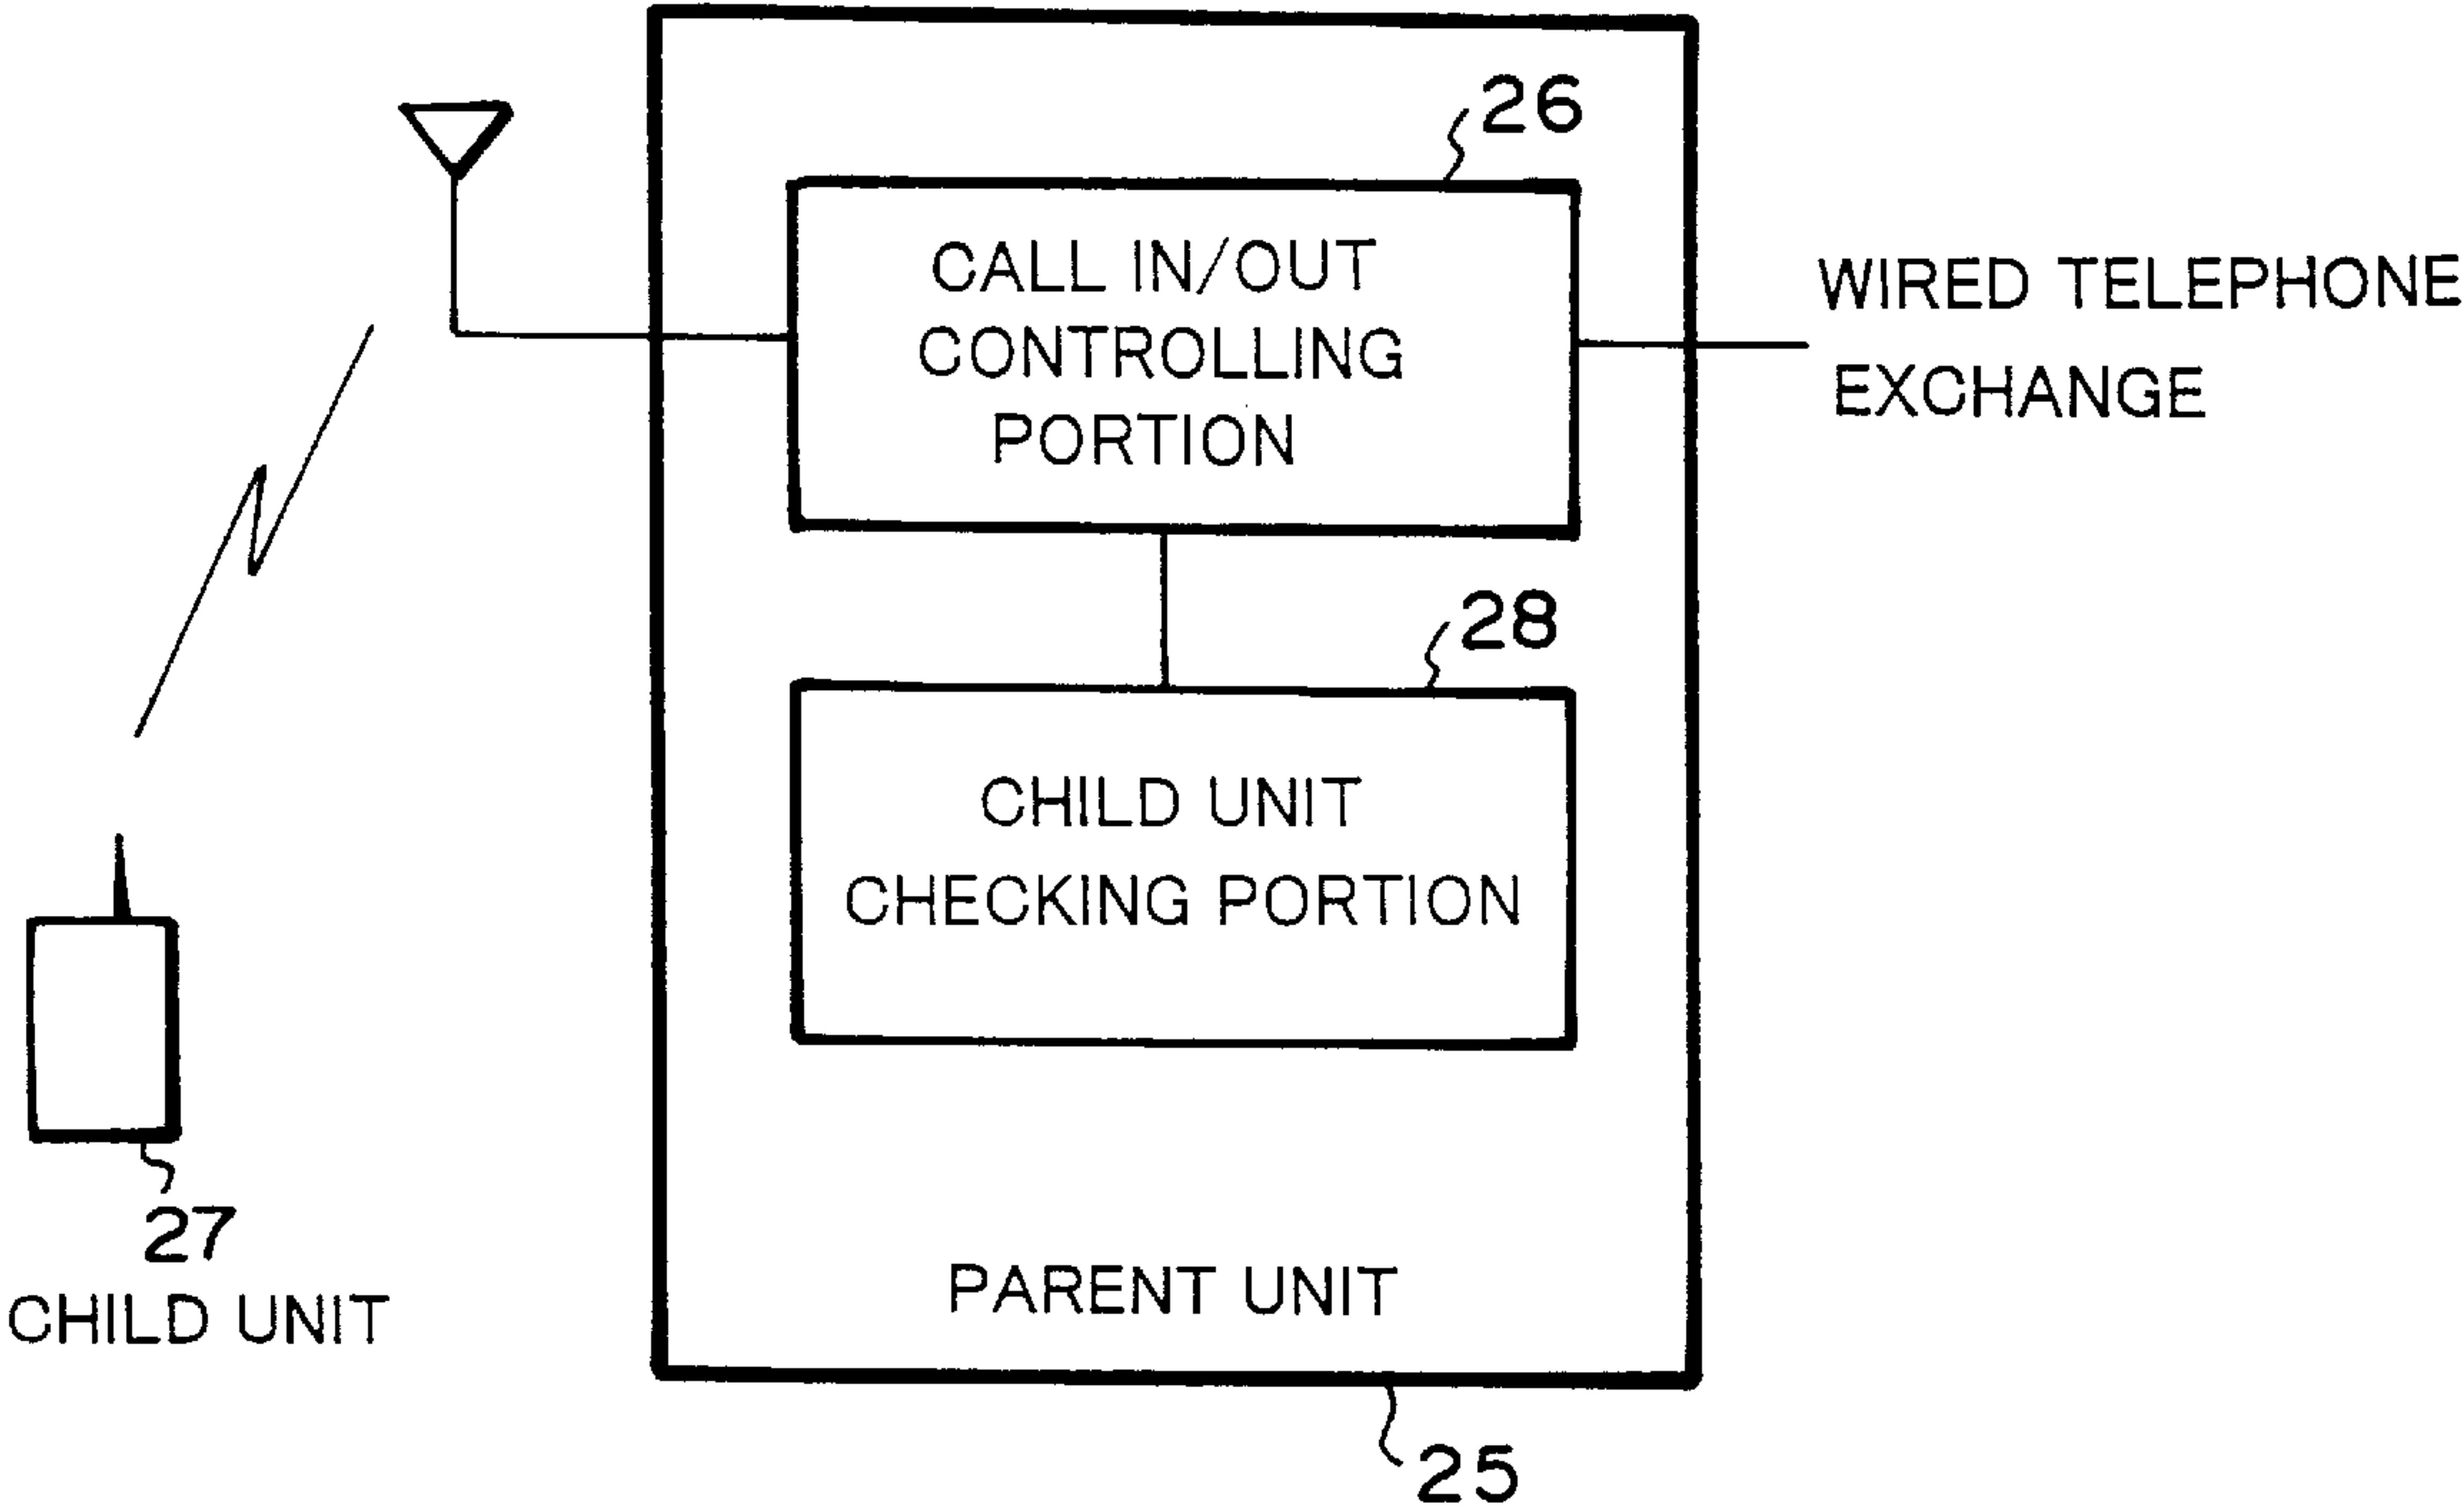 26
CALL IN/OUT
CONTROLLING
PORTION
WIRED TELEPHONE
EXCHANGE
28
CHILD UNIT
CHECKING PORTION
27
CHILD UNIT
PARENT UNIT
25